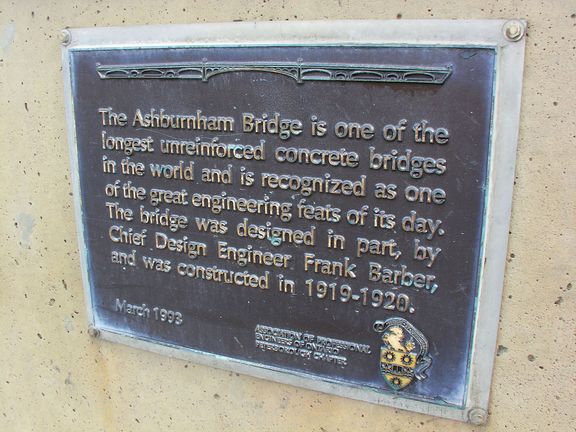 The Ashburnham Bridge is one of the
longest unreinforced concrete bridges
in the world and is recognized as one
of the great engineering feats of its day.
The bridge was designed in part, by
Chief Design Engineer Frank Barber,
and was constructed in 1919-1920.
March 1993
ASSOCIATION OF PROFESSIONAL
ENGINEERS OF ONTARIO
PETERBOROUGH CHAPTER